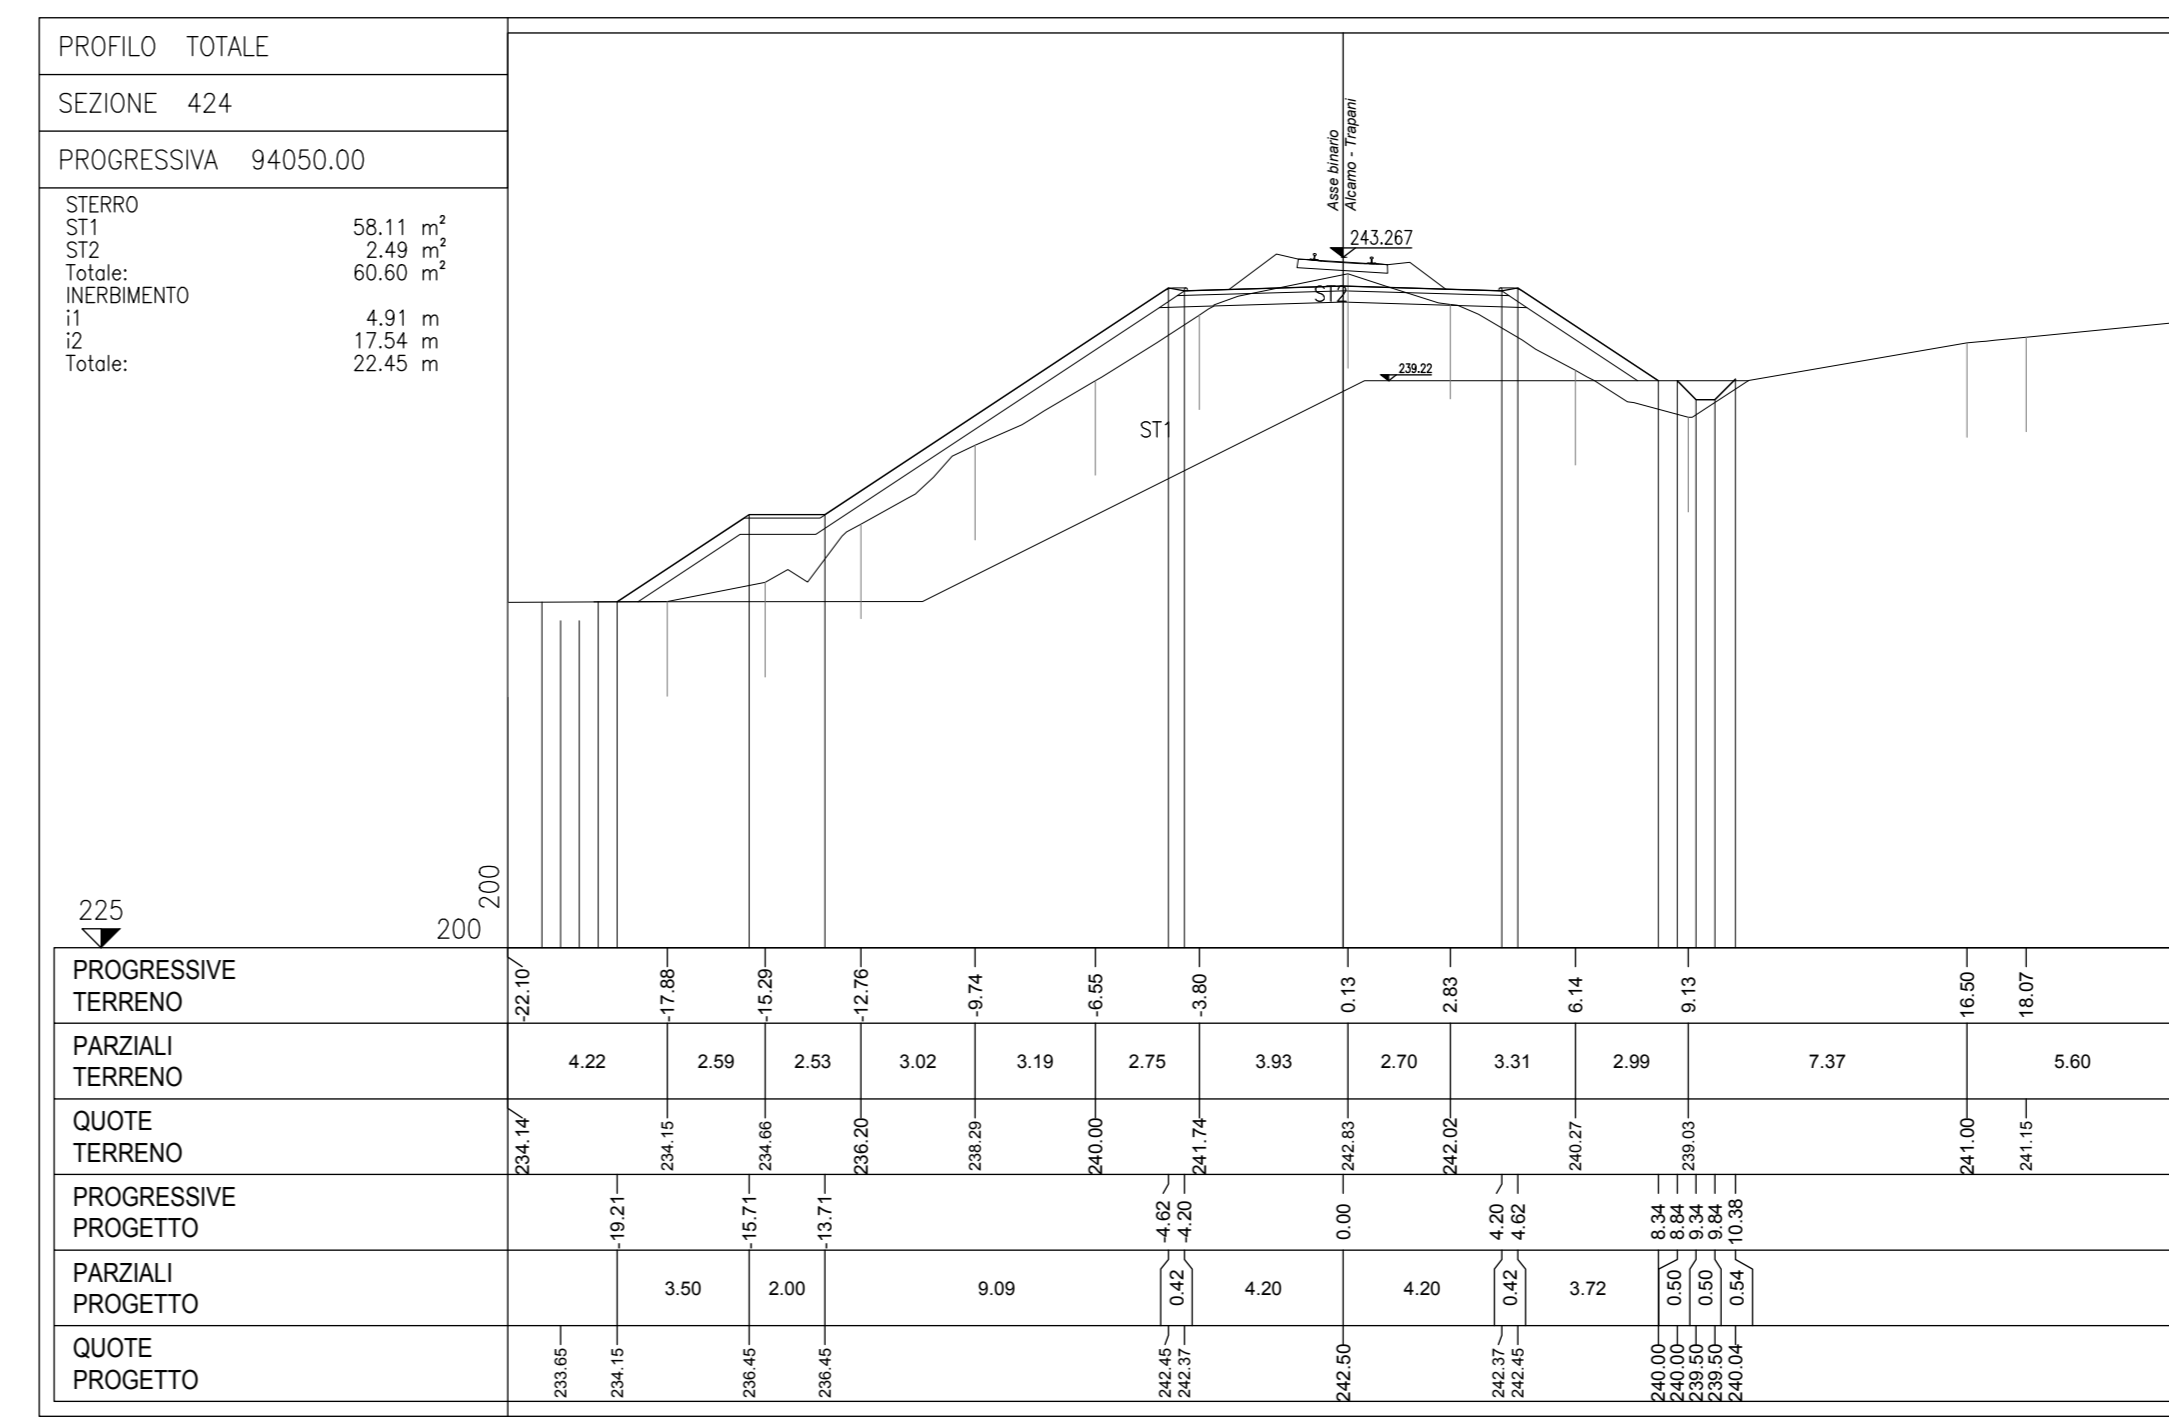 PROFILO TOTALE
SEZIONE 424
PROGRESSIVA 94050.00
STERRO
ST1 58.11 m²
ST2 2.49 m²
Totale: 60.60 m²
INERBIMENTO
i1 4.91 m
i2 17.54 m
Totale: 22.45 m
Asse binario
Alcamo - Trapani
243.267
ST2
239.22
ST1
225
200
200
PROGRESSIVE
TERRENO
-22.10 -17.88 -15.29 -12.76 -9.74 -6.55 -3.80 0.13 2.83 6.14 9.13 16.50 18.07
PARZIALI
TERRENO
4.22 2.59 2.53 3.02 3.19 2.75 3.93 2.70 3.31 2.99 7.37 5.60
QUOTE
TERRENO
234.14 234.15 234.66 236.20 238.29 240.00 241.74 242.83 242.02 240.27 239.03 241.00 241.15
PROGRESSIVE
PROGETTO
-19.21 -15.71 -13.71 -4.62 -4.20 0.00 4.20 4.62 8.34 8.84 9.34 9.84 10.38
PARZIALI
PROGETTO
3.50 2.00 9.09 0.42 4.20 4.20 0.42 3.72 0.50 0.50 0.54
QUOTE
PROGETTO
233.65 234.15 236.45 236.45 242.45 242.37 242.50 242.37 242.45 240.00 240.00 239.50 239.50 240.04